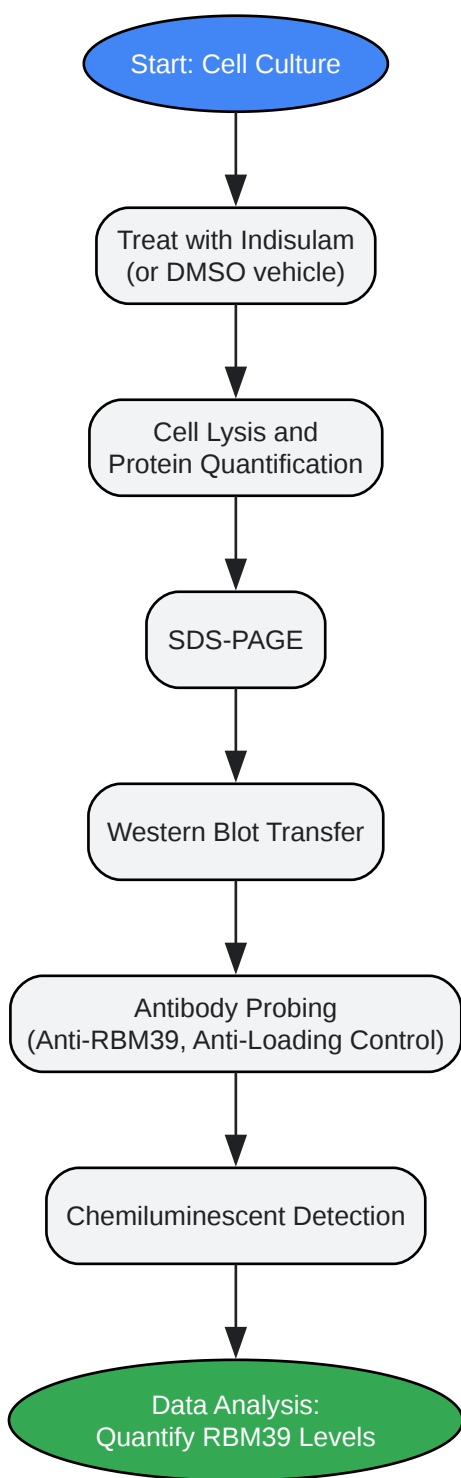 Start: Cell Culture
Treat with Indisulam
(or DMSO vehicle)
Cell Lysis and
Protein Quantification
SDS-PAGE
Western Blot Transfer
Antibody Probing
(Anti-RBM39, Anti-Loading Control)
Chemiluminescent Detection
Data Analysis:
Quantify RBM39 Levels